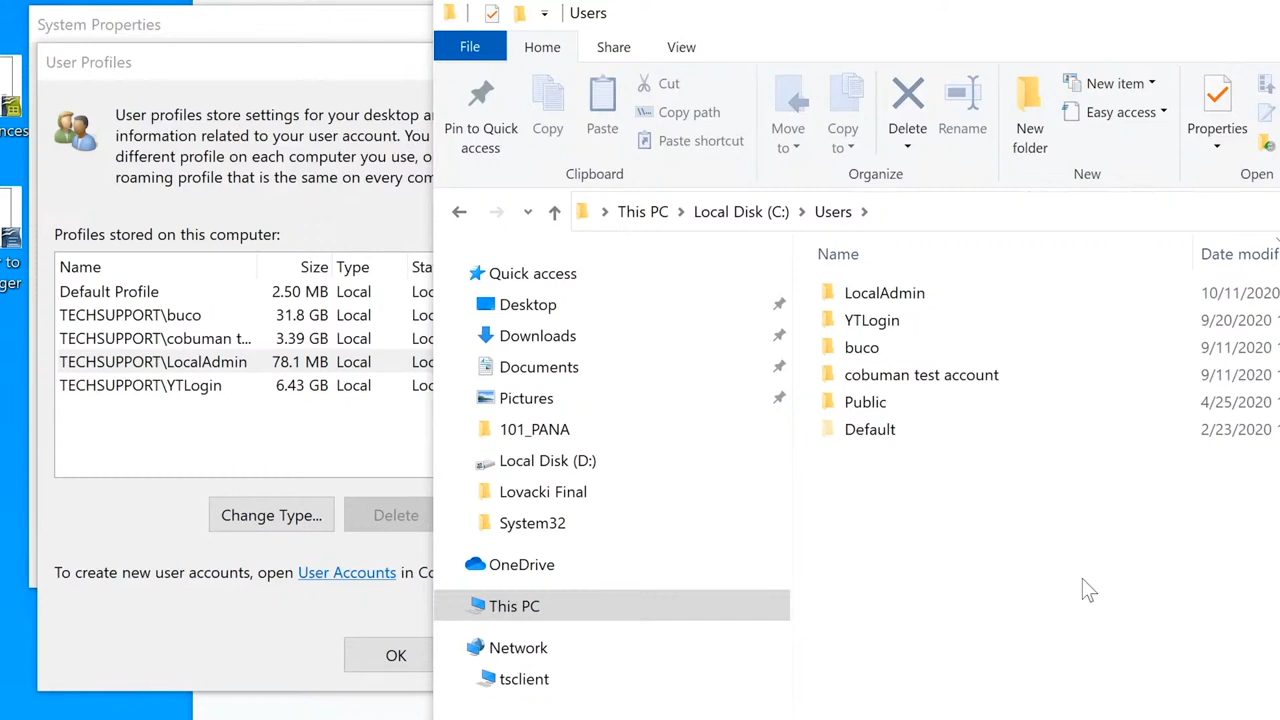 System Properties
User Profiles
User profiles store settings for your desktop an
information related to your user account. You
different profile on each computer you use, o
roaming profile that is the same on every com
Profiles stored on this computer:
Name Size Type Sta
Default Profile 2.50 MB Local Loc
TECHSUPPORT\buco 31.8 GB Local Loc
TECHSUPPORT\cobuman t... 3.39 GB Local Loc
TECHSUPPORT\LocalAdmin 78.1 MB Local Loc
TECHSUPPORT\YTLogin 6.43 GB Local Loc
Change Type... Delete
To create new user accounts, open User Accounts in Co
OK
nces
r to
ger
Users
File Home Share View
Pin to Quick access
Copy
Paste
Cut
Copy path
Paste shortcut
Clipboard
Move to
Copy to
Delete
Rename
Organize
New folder
New item
Easy access
New
Properties
Open
This PC Local Disk (C:) Users
Quick access
Desktop
Downloads
Documents
Pictures
101_PANA
Local Disk (D:)
Lovacki Final
System32
OneDrive
This PC
Network
tsclient
Name Date modif
LocalAdmin 10/11/2020
YTLogin 9/20/2020 1
buco 9/11/2020
cobuman test account 9/11/2020
Public 4/25/2020 1
Default 2/23/2020 1